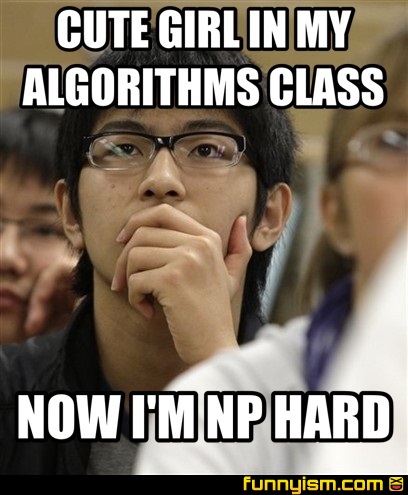 CUTE GIRL IN MY
ALGORITHMS CLASS
NOW I'M NP HARD
funnyism.com